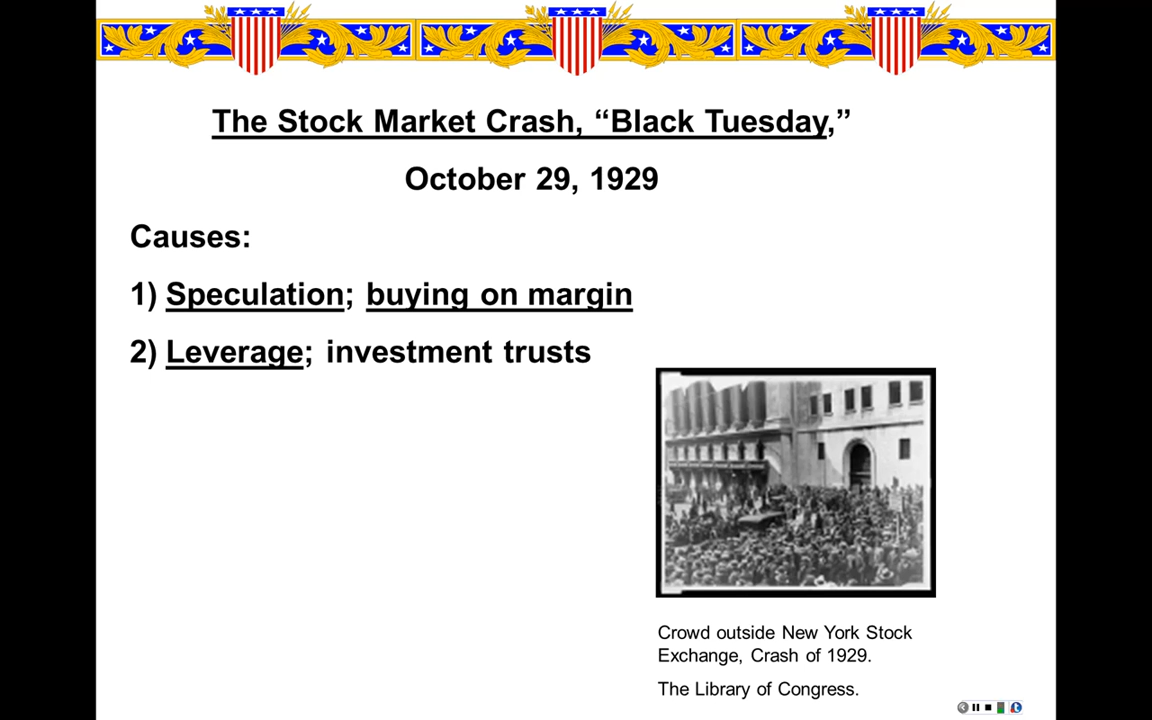 The Stock Market Crash, “Black Tuesday,”
October 29, 1929
Causes:
1) Speculation; buying on margin
2) Leverage; investment trusts
Crowd outside New York Stock
Exchange, Crash of 1929.
The Library of Congress.